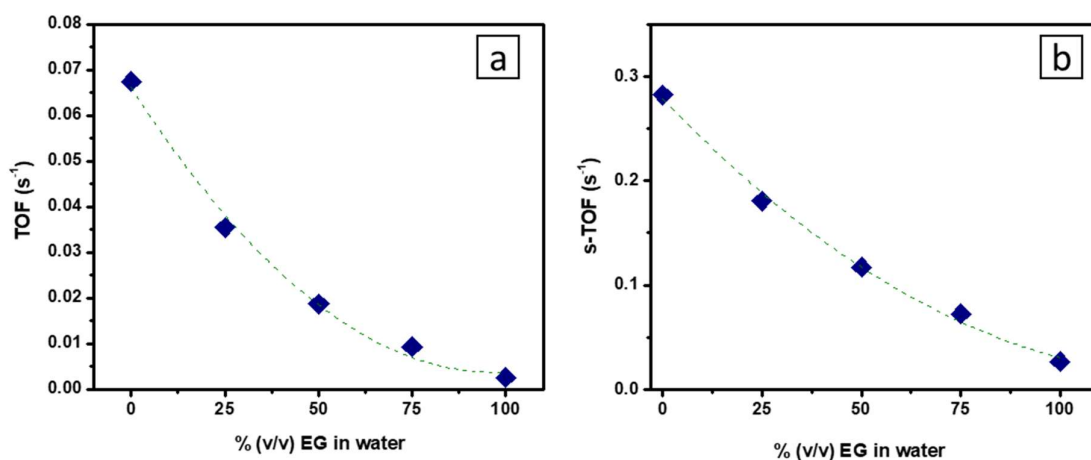 a
0.08
0.07
0.06
0.05
0.04
0.03
0.02
0.01
0.00
TOF (s⁻¹)
0 25 50 75 100
% (v/v) EG in water
b
0.3
0.2
0.1
0.0
s-TOF (s⁻¹)
0 25 50 75 100
% (v/v) EG in water